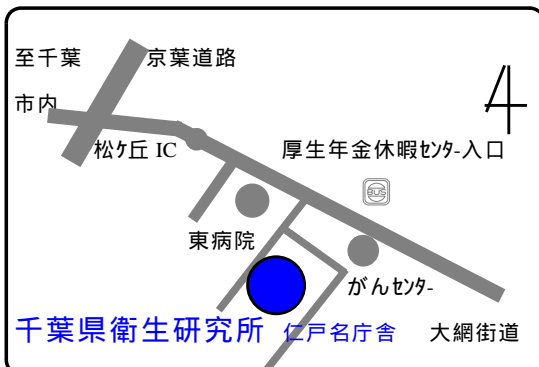 至千葉 京葉道路
市内
松ケ丘 IC 厚生年金休暇ｾﾝﾀ-入口
BUS
東病院
がんｾﾝﾀ-
千葉県衛生研究所 仁戸名庁舎 大網街道